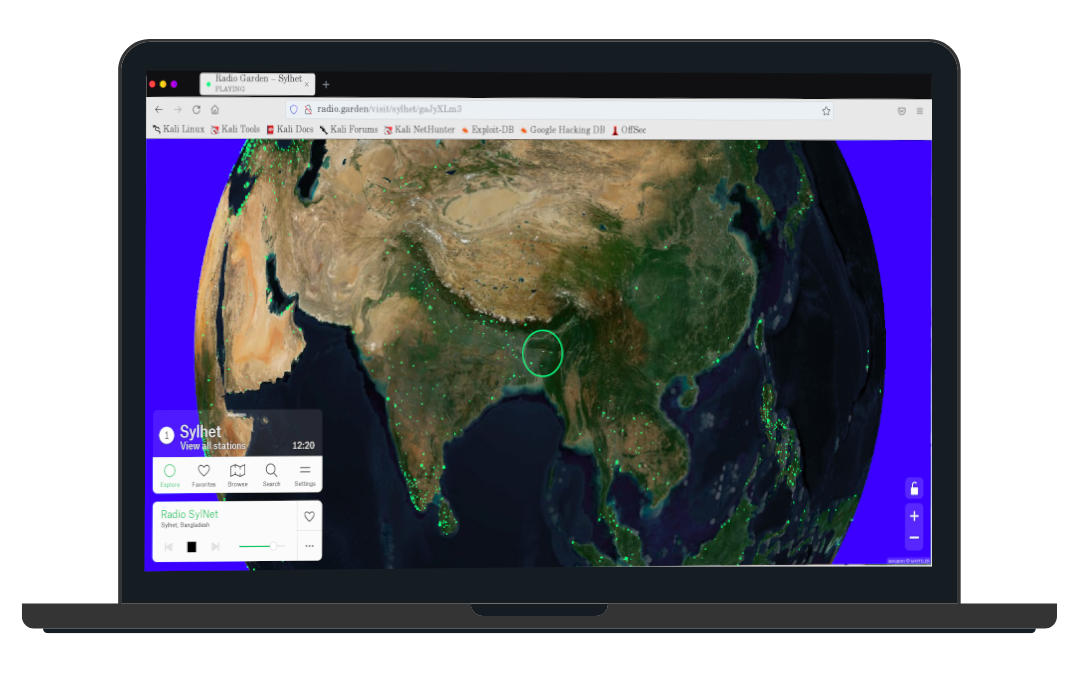 Radio Garden – Sylhet
PLAYING
radio.garden/visit/sylhet/gaJyXLm3
Kali Linux Kali Tools Kali Docs Kali Forums Kali NetHunter Exploit-DB Google Hacking DB OffSec
1 Sylhet
View all stations 12:20
Explore Favorites Browse Search Settings
Radio SylNet
Sylhet, Bangladesh